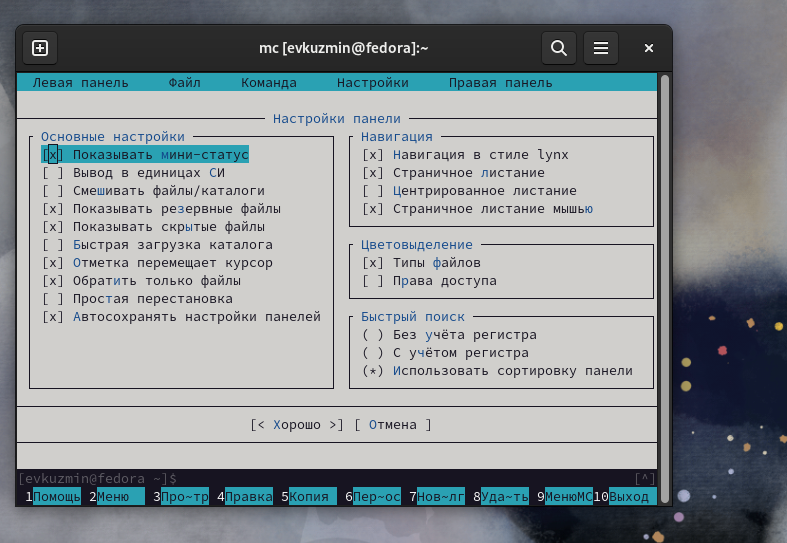 mc [evkuzmin@fedora]:~
Левая панель Файл Команда Настройки Правая панель
Настройки панели
Основные настройки
[x] Показывать мини-статус
[ ] Вывод в единицах СИ
[ ] Смешивать файлы/каталоги
[x] Показывать резервные файлы
[x] Показывать скрытые файлы
[ ] Быстрая загрузка каталога
[x] Отметка перемещает курсор
[x] Обратить только файлы
[ ] Простая перестановка
[x] Автосохранять настройки панелей
Навигация
[x] Навигация в стиле lynx
[x] Страничное листание
[ ] Центрированное листание
[x] Страничное листание мышью
Цветовыделение
[x] Типы файлов
[ ] Права доступа
Быстрый поиск
( ) Без учёта регистра
( ) С учётом регистра
(*) Использовать сортировку панели
[< Хорошо >] [ Отмена ]
[evkuzmin@fedora ~]$ [^]
1Помощь 2Меню 3Про~тр 4Правка 5Копия 6Пер~ос 7Нов~лг 8Уда~ть 9МенюMC 10Выход